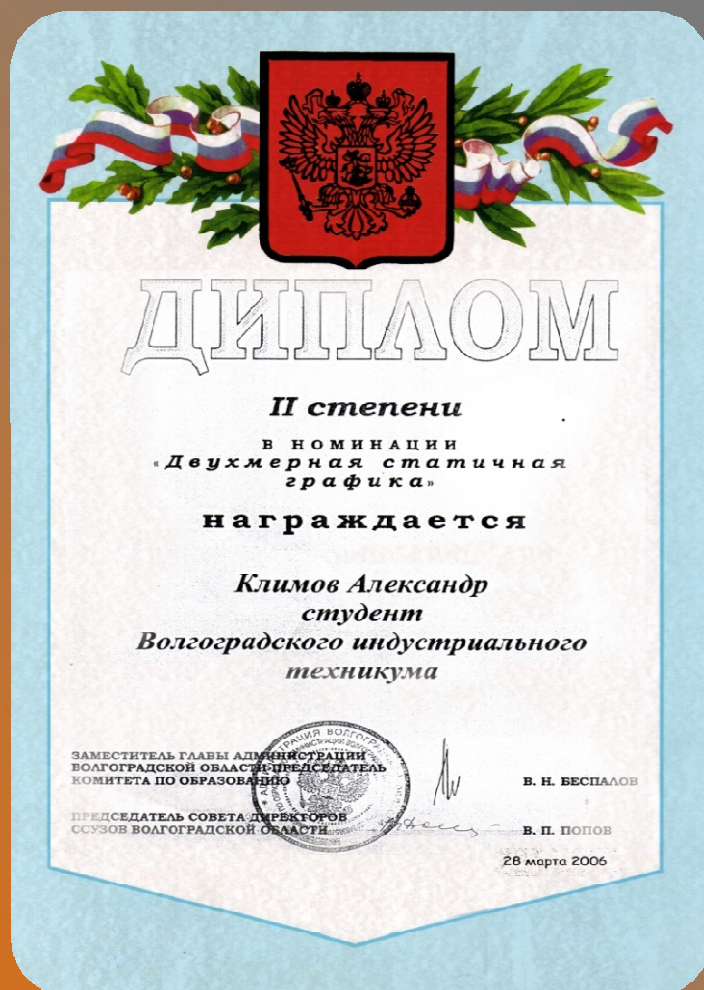 ДИПЛОМ
II степени
В НОМИНАЦИИ
«Двухмерная статичная
графика»
награждается
Климов Александр
студент
Волгоградского индустриального
техникума
ЗАМЕСТИТЕЛЬ ГЛАВЫ АДМИНИСТРАЦИИ
ВОЛГОГРАДСКОЙ ОБЛАСТИ-ПРЕДСЕДАТЕЛЬ
КОМИТЕТА ПО ОБРАЗОВАНИЮ
В. Н. БЕСПАЛОВ
ПРЕДСЕДАТЕЛЬ СОВЕТА ДИРЕКТОРОВ
ССУЗОВ ВОЛГОГРАДСКОЙ ОБЛАСТИ
В. П. ПОПОВ
28 марта 2006